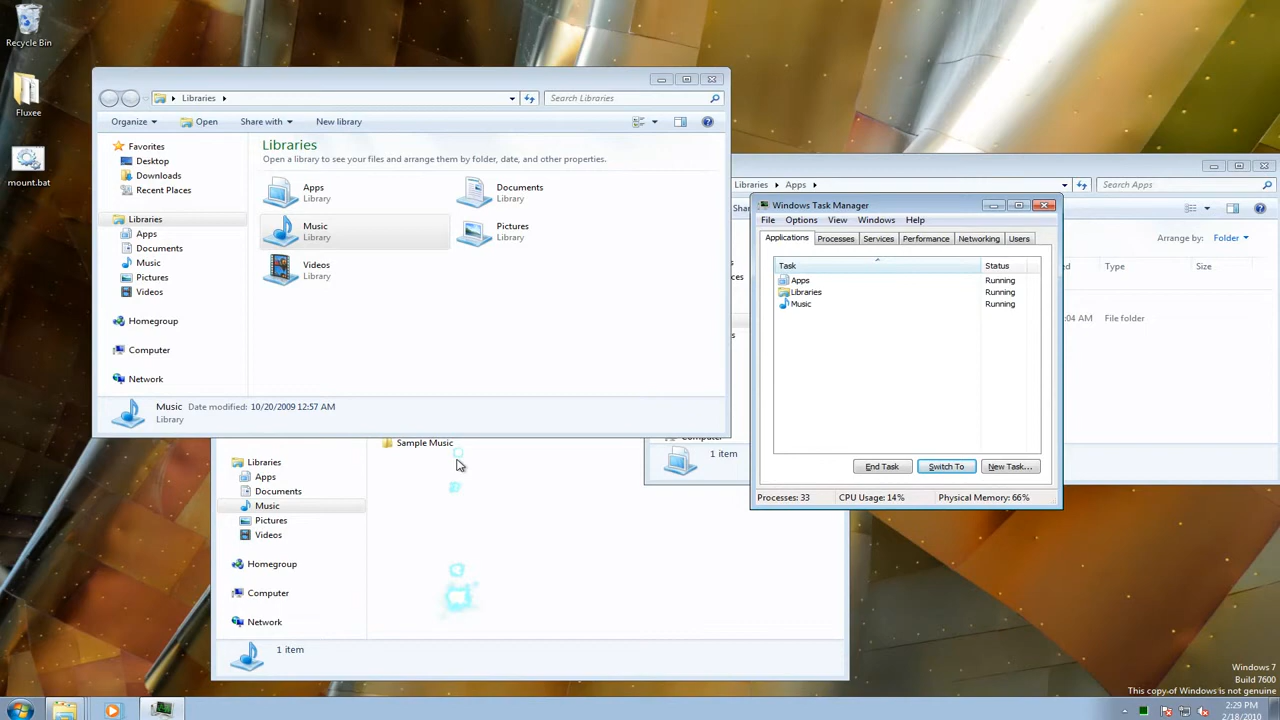 Recycle Bin
Fluxee
mount.bat
Libraries
Search Libraries
Organize Open Share with New library
Favorites
Desktop
Downloads
Recent Places
Libraries
Apps
Documents
Music
Pictures
Videos
Homegroup
Computer
Network
Libraries
Open a library to see your files and arrange them by folder, date, and other properties.
Apps
Library
Documents
Library
Music
Library
Pictures
Library
Videos
Library
Music Date modified: 10/20/2009 12:57 AM
Library
Libraries Apps
Search Apps
Arrange by: Folder
Type Size
:04 AM File folder
1 item
Windows Task Manager
File Options View Windows Help
Applications Processes Services Performance Networking Users
Task Status
Apps Running
Libraries Running
Music Running
End Task Switch To New Task...
Processes: 33 CPU Usage: 14% Physical Memory: 66%
Sample Music
Libraries
Apps
Documents
Music
Pictures
Videos
Homegroup
Computer
Network
1 item
Windows 7
Build 7600
This copy of Windows is not genuine
2:29 PM
2/18/2010